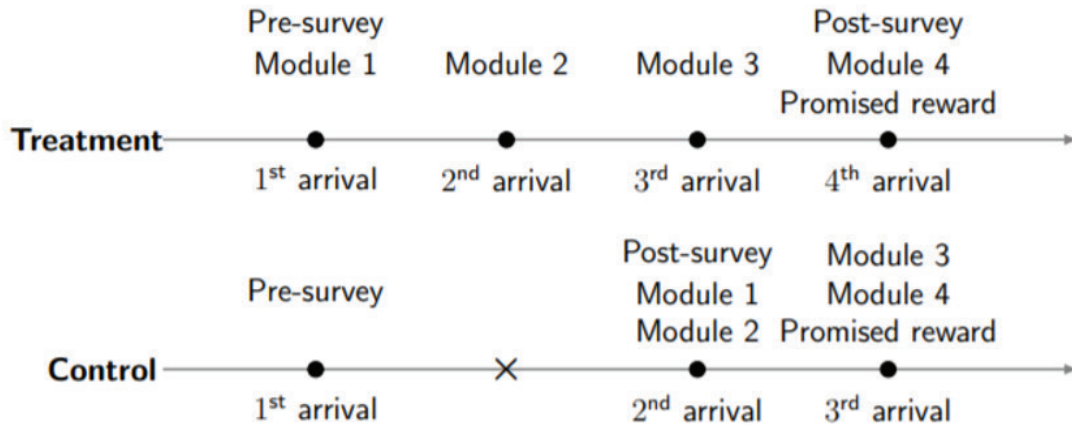 Pre-survey
Module 1 Module 2 Module 3
Post-survey
Module 4
Promised reward
Treatment
1st arrival 2nd arrival 3rd arrival 4th arrival
Pre-survey
Post-survey
Module 1
Module 2
Module 3
Module 4
Promised reward
Control
×
1st arrival 2nd arrival 3rd arrival